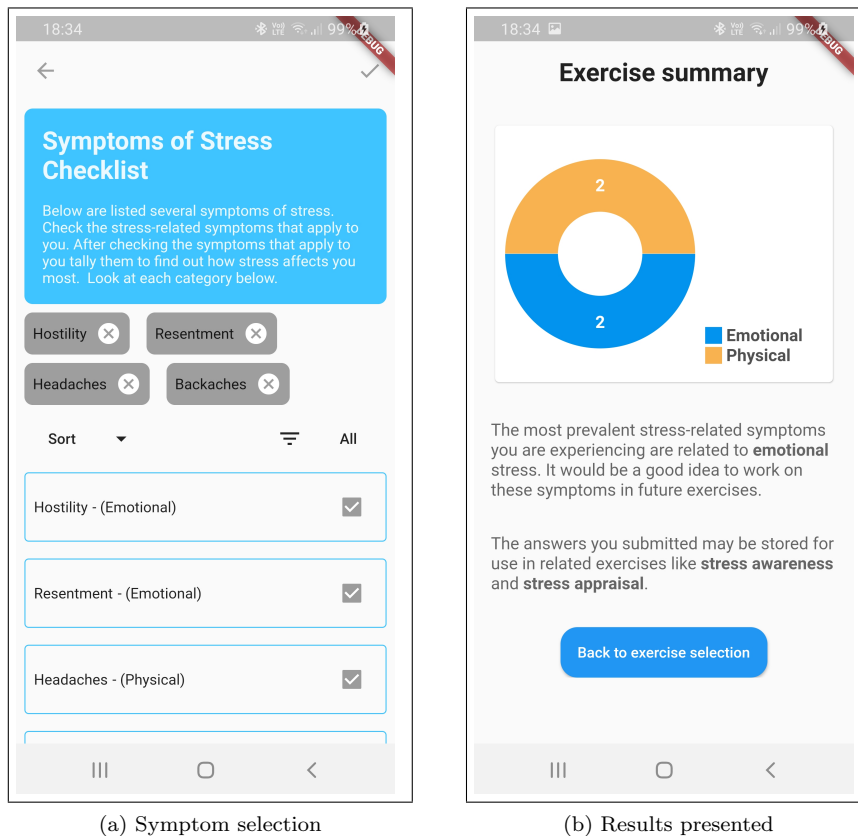 18:34
Vo))
LTE
99%
DEBUG
Symptoms of Stress
Checklist
Below are listed several symptoms of stress.
Check the stress-related symptoms that apply to
you. After checking the symptoms that apply to
you tally them to find out how stress affects you
most.  Look at each category below.
Hostility
Resentment
Headaches
Backaches
Sort
All
Hostility - (Emotional)
Resentment - (Emotional)
Headaches - (Physical)
(a) Symptom selection
18:34
Vo))
LTE
99%
DEBUG
Exercise summary
2
2
Emotional
Physical
The most prevalent stress-related symptoms
you are experiencing are related to emotional
stress. It would be a good idea to work on
these symptoms in future exercises.
The answers you submitted may be stored for
use in related exercises like stress awareness
and stress appraisal.
Back to exercise selection
(b) Results presented